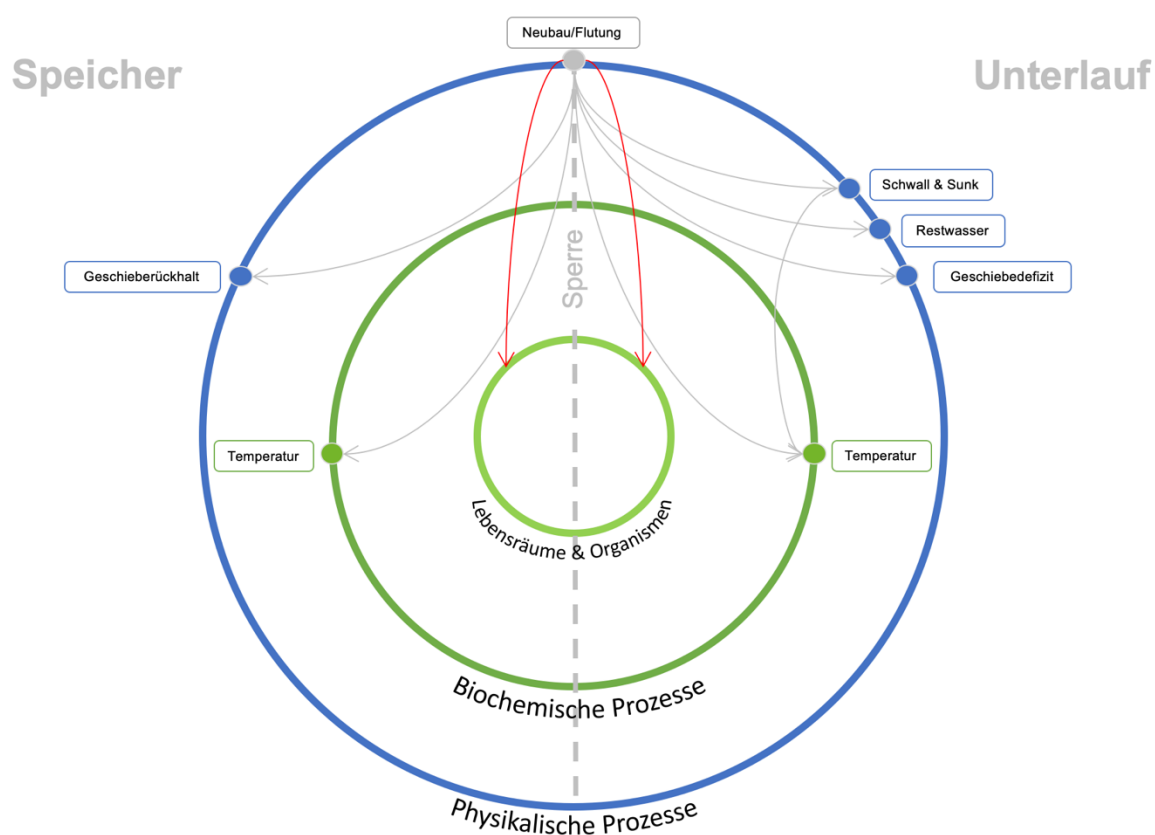 Neubau/Flutung
Speicher
Unterlauf
Schwall & Sunk
Restwasser
Sperre
Geschieberückhalt
Geschiebedefizit
Temperatur
Temperatur
Lebensräume & Organismen
Biochemische Prozesse
Physikalische Prozesse